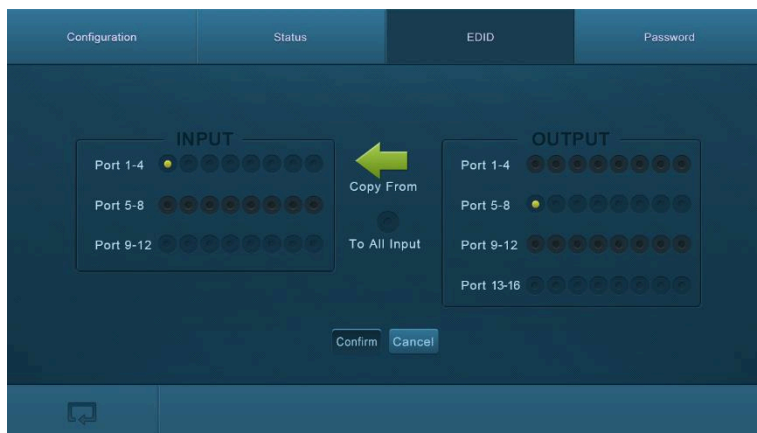 Configuration
Status
EDID
Password
INPUT
Port 1-4
Port 5-8
Port 9-12
Copy From
To All Input
OUTPUT
Port 1-4
Port 5-8
Port 9-12
Port 13-16
Confirm
Cancel